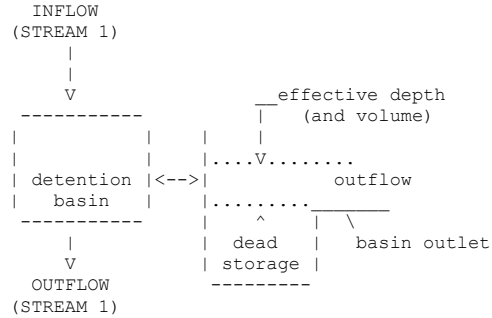 INFLOW
(STREAM 1)
effective depth
(and volume)
detention
basin
outflow
dead
storage
basin outlet
OUTFLOW
(STREAM 1)